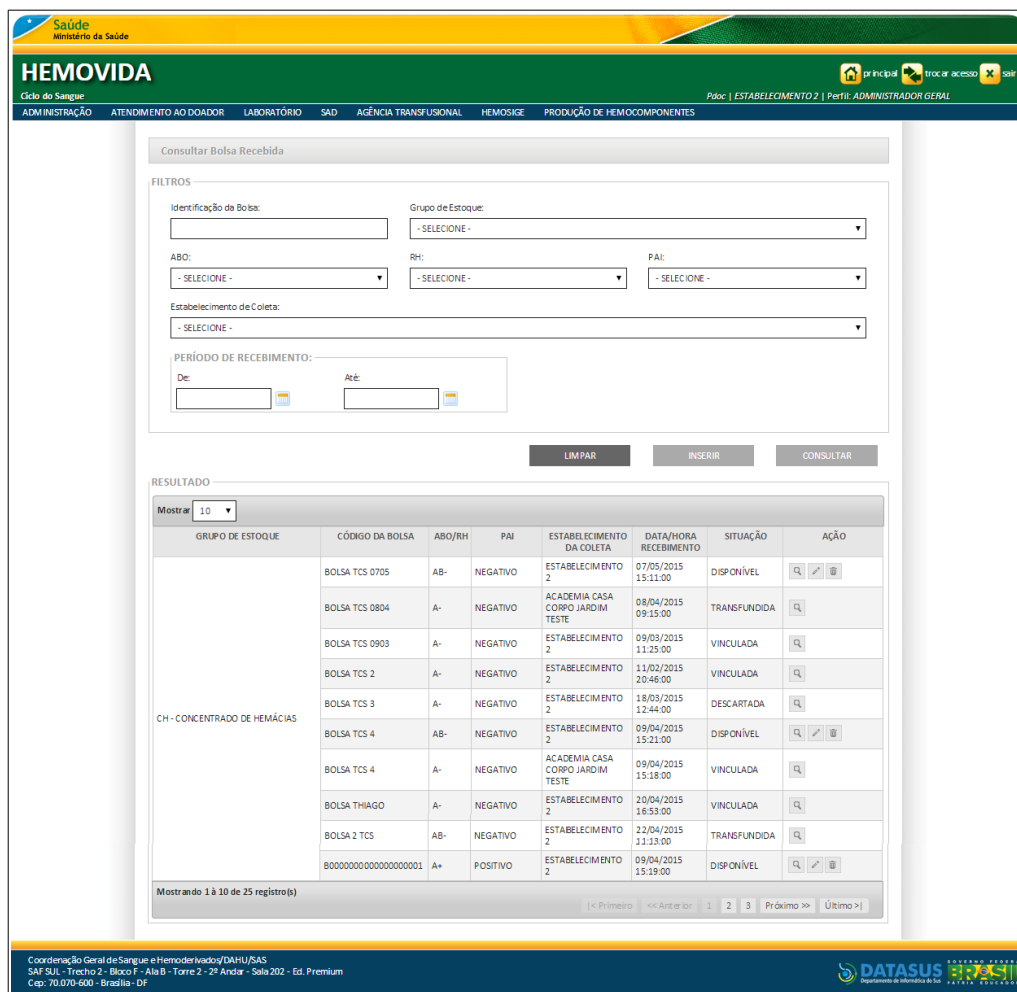 Saúde
Ministério da Saúde
HEMOVIDA
principal trocar acesso sair
Ciclo do Sangue
Pdoc | ESTABELECIMENTO 2 | Perfil: ADMINISTRADOR GERAL
ADMINISTRAÇÃO ATENDIMENTO AO DOADOR LABORATÓRIO SAD AGÊNCIA TRANSFUSIONAL HEMOSIGE PRODUÇÃO DE HEMOCOMPONENTES
Consultar Bolsa Recebida
FILTROS
Identificação da Bolsa: Grupo de Estoque:
- SELECIONE -
ABO: RH: PAI:
- SELECIONE - - SELECIONE - - SELECIONE -
Estabelecimento de Coleta:
- SELECIONE -
PERÍODO DE RECEBIMENTO:
De: Até:
LIMPAR INSERIR CONSULTAR
RESULTADO
Mostrar 10
GRUPO DE ESTOQUE CÓDIGO DA BOLSA ABO/RH PAI ESTABELECIMENTO DA COLETA DATA/HORA RECEBIMENTO SITUAÇÃO AÇÃO
CH - CONCENTRADO DE HEMÁCIAS
BOLSA TCS 0705 AB- NEGATIVO ESTABELECIMENTO 2 07/05/2015 15:11:00 DISPONÍVEL
BOLSA TCS 0804 A- NEGATIVO ACADEMIA CASA CORPO JARDIM TESTE 08/04/2015 09:15:00 TRANSFUNDIDA
BOLSA TCS 0903 A- NEGATIVO ESTABELECIMENTO 2 09/03/2015 11:25:00 VINCULADA
BOLSA TCS 2 A- NEGATIVO ESTABELECIMENTO 2 11/02/2015 20:46:00 VINCULADA
BOLSA TCS 3 A- NEGATIVO ESTABELECIMENTO 2 18/03/2015 12:44:00 DESCARTADA
BOLSA TCS 4 AB- NEGATIVO ESTABELECIMENTO 2 09/04/2015 15:21:00 DISPONÍVEL
BOLSA TCS 4 A- NEGATIVO ACADEMIA CASA CORPO JARDIM TESTE 09/04/2015 15:18:00 VINCULADA
BOLSA THIAGO A- NEGATIVO ESTABELECIMENTO 2 20/04/2015 16:53:00 VINCULADA
BOLSA 2 TCS AB- NEGATIVO ESTABELECIMENTO 2 22/04/2015 11:13:00 TRANSFUNDIDA
B0000000000000000001 A+ POSITIVO ESTABELECIMENTO 2 09/04/2015 15:19:00 DISPONÍVEL
Mostrando 1 à 10 de 25 registro(s)
|< Primeiro << Anterior 1 2 3 Próximo >> Último >|
Coordenação Geral de Sangue e Hemoderivados/DAHU/SAS
SAF SUL - Trecho 2 - Bloco F - Ala B - Torre 2 - 2º Andar - Sala 202 - Ed. Premium
Cep: 70.070-600 - Brasília - DF
DATASUS
Departamento de Informática do Sus
GOVERNO FEDERAL
BRASIL
PÁTRIA EDUCADORA